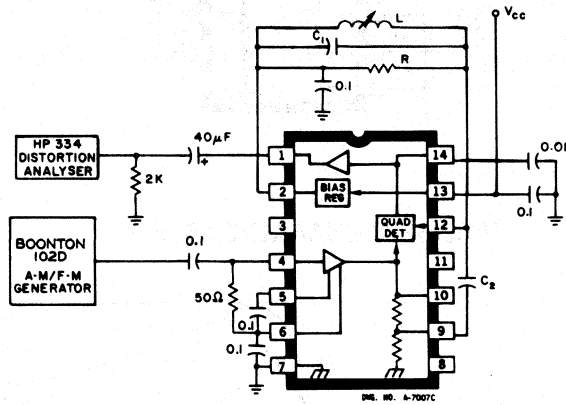 L
V CC
C1
R
0.1
40µF
+
HP 334
DISTORTION
ANALYSER
2K
1
14
0.01
2
BIAS
REG
13
0.1
3
QUAD
DET
12
BOONTON
102D
A-M/F-M
GENERATOR
0.1
4
11
C2
50Ω
5
10
0.1
6
9
0.1
7
8
DWG. NO. A-7007C